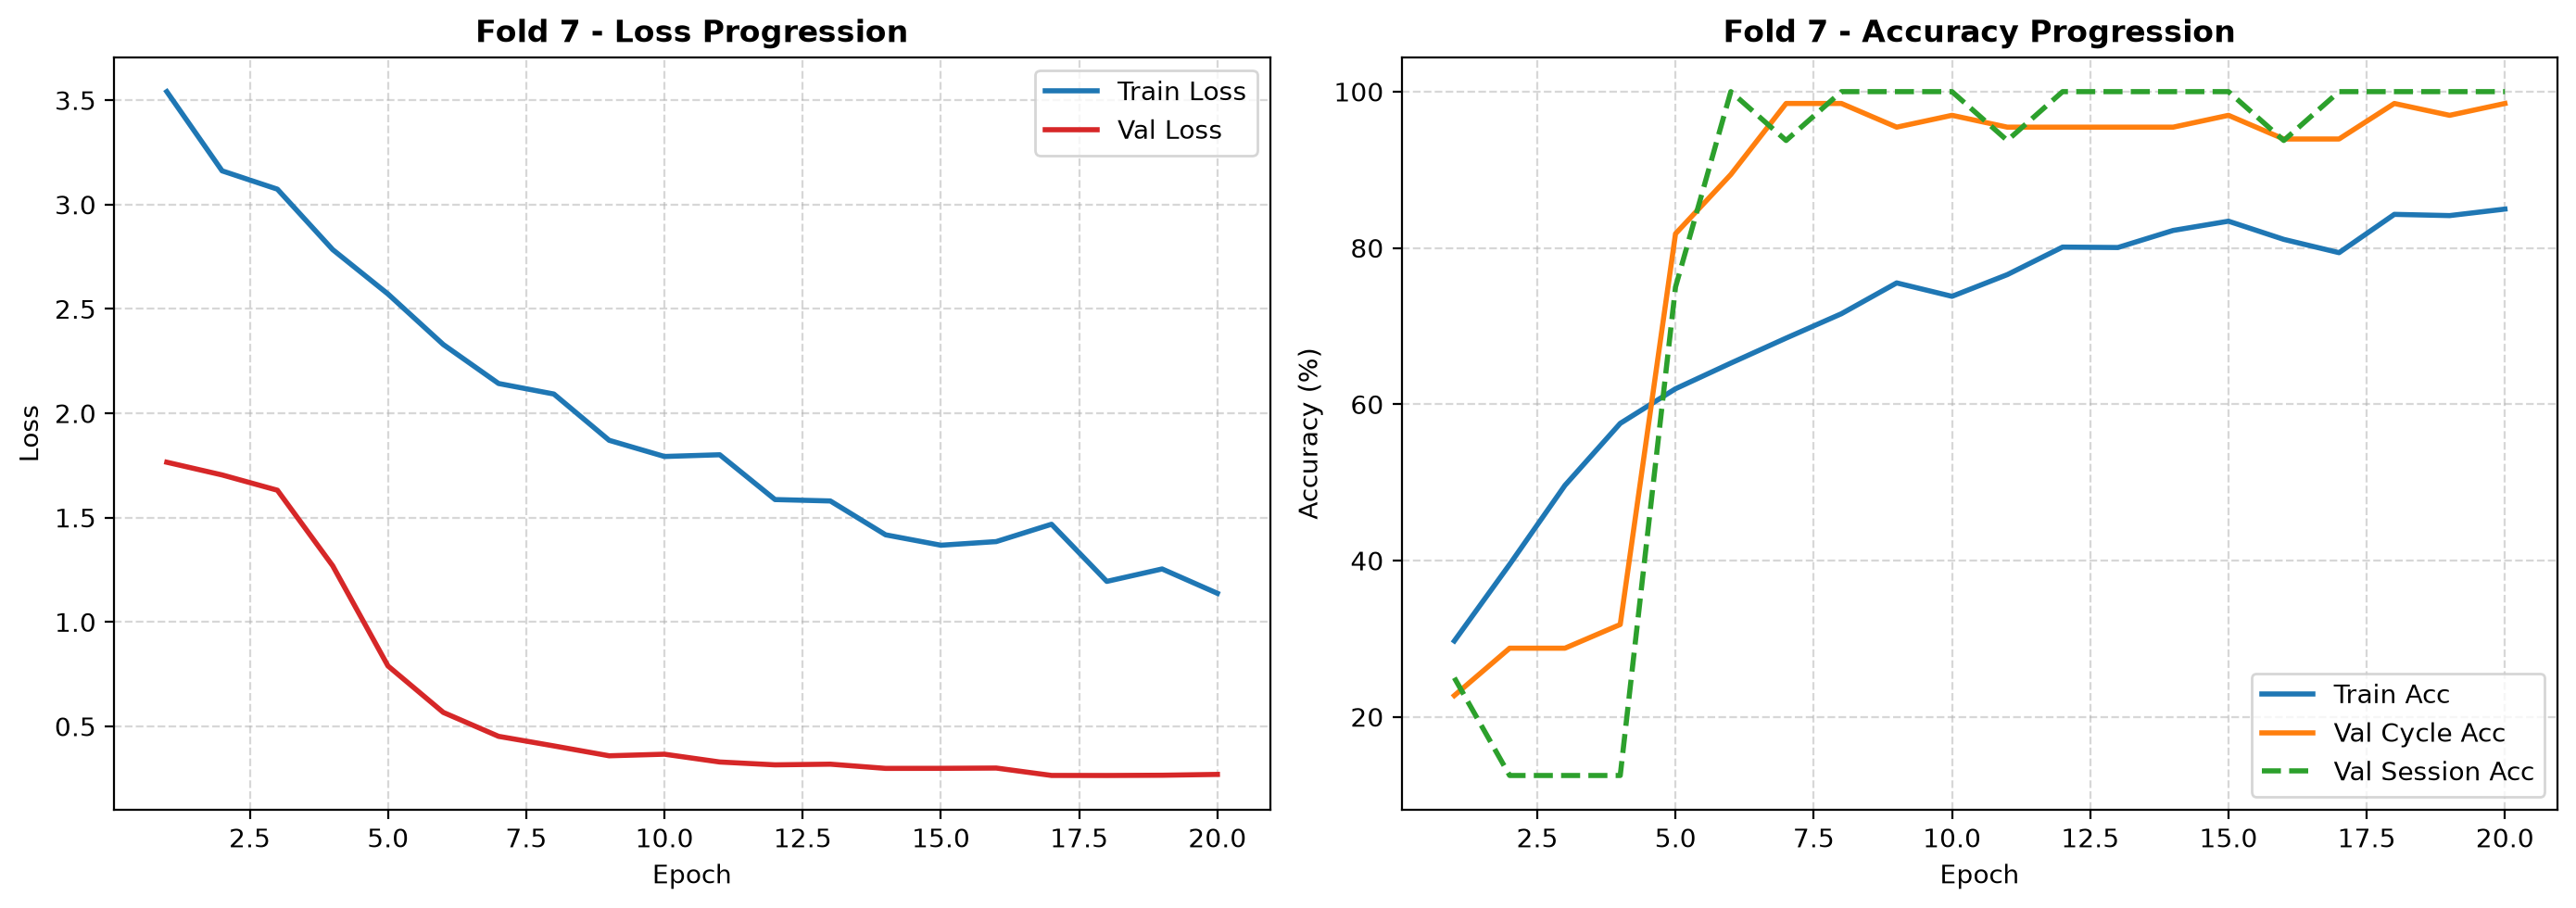 Fold 7 - Loss Progression
Train Loss
Val Loss
3.5
3.0
2.5
2.0
1.5
1.0
0.5
Loss
2.5 5.0 7.5 10.0 12.5 15.0 17.5 20.0
Epoch
Fold 7 - Accuracy Progression
100
80
60
40
20
Accuracy (%)
Train Acc
Val Cycle Acc
Val Session Acc
2.5 5.0 7.5 10.0 12.5 15.0 17.5 20.0
Epoch